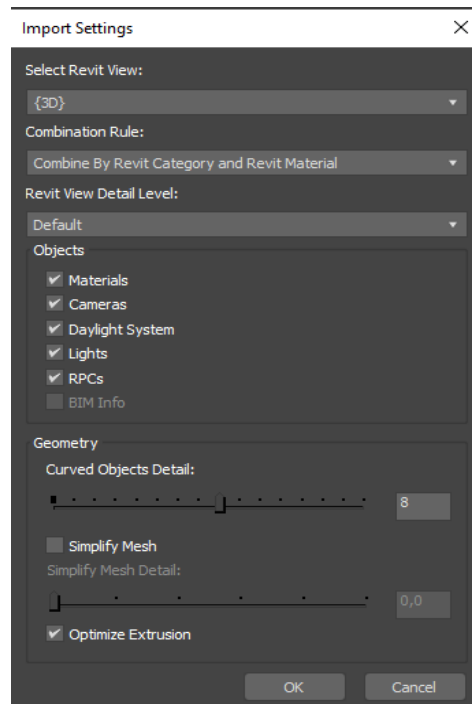 Import Settings
Select Revit View:
{3D}
Combination Rule:
Combine By Revit Category and Revit Material
Revit View Detail Level:
Default
Objects
Materials
Cameras
Daylight System
Lights
RPCs
BIM Info
Geometry
Curved Objects Detail:
8
Simplify Mesh
Simplify Mesh Detail:
0,0
Optimize Extrusion
OK Cancel